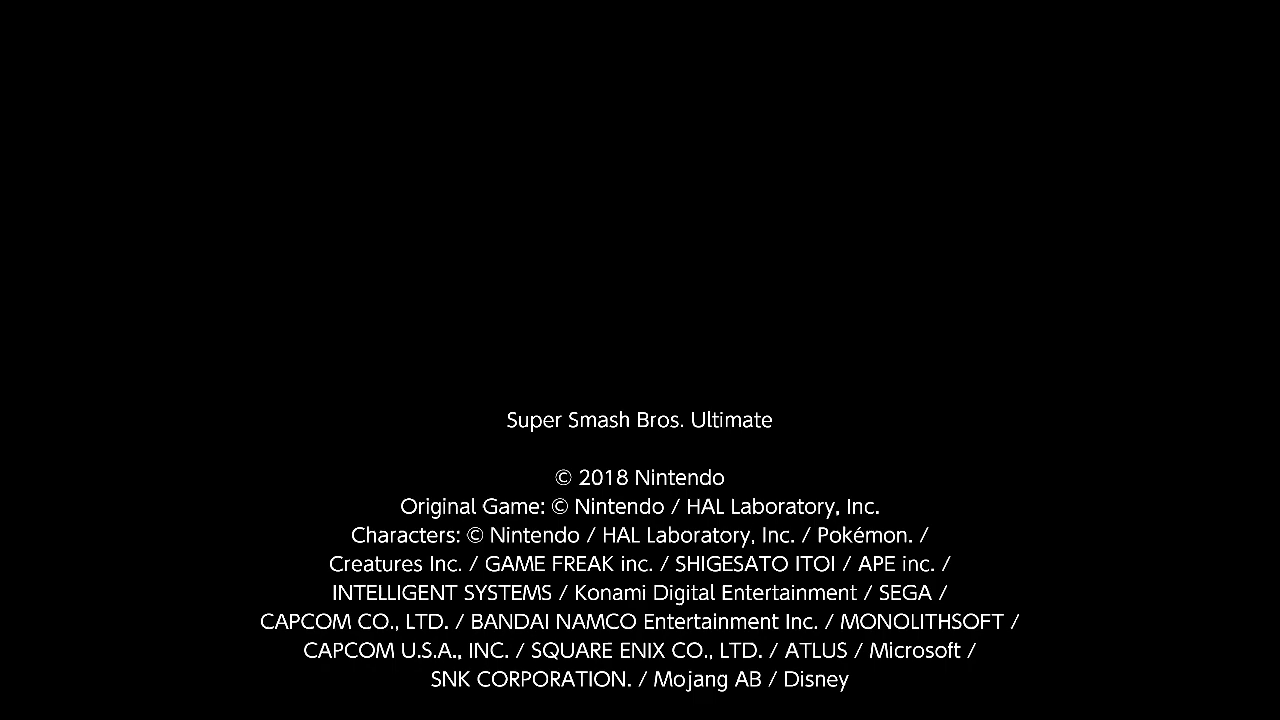 Super Smash Bros. Ultimate
© 2018 Nintendo
Original Game: © Nintendo / HAL Laboratory, Inc.
Characters: © Nintendo / HAL Laboratory, Inc. / Pokémon. /
Creatures Inc. / GAME FREAK inc. / SHIGESATO ITOI / APE inc. /
INTELLIGENT SYSTEMS / Konami Digital Entertainment / SEGA /
CAPCOM CO., LTD. / BANDAI NAMCO Entertainment Inc. / MONOLITHSOFT /
CAPCOM U.S.A., INC. / SQUARE ENIX CO., LTD. / ATLUS / Microsoft /
SNK CORPORATION. / Mojang AB / Disney